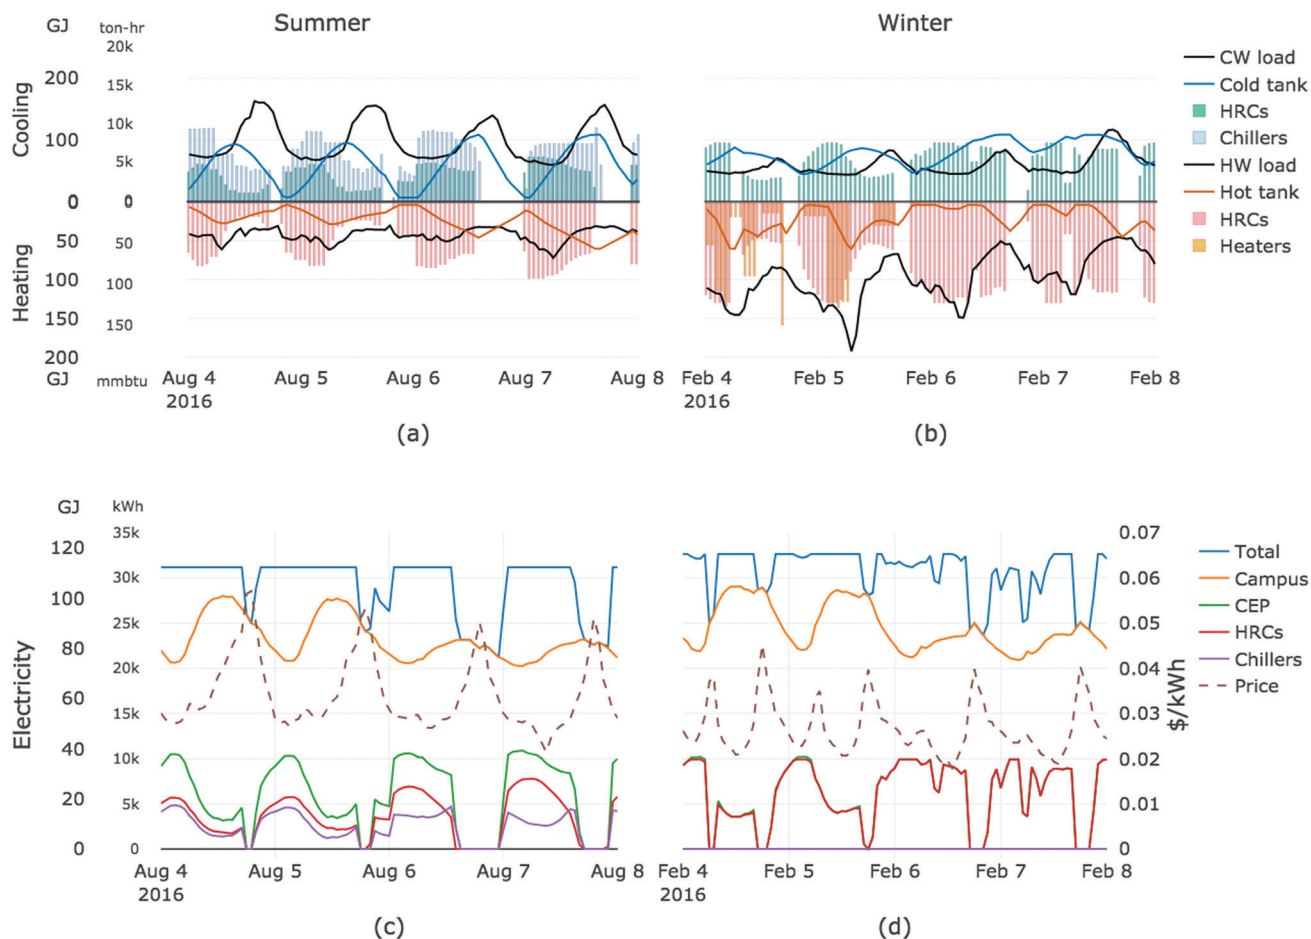 GJ ton-hr Summer Winter
20k
200 15k
100 10k
5k
0 0
50 50
100 100
150 150
200
GJ mmbtu
Cooling
Heating
Aug 4 Aug 5 Aug 6 Aug 7 Aug 8
2016
Feb 4 Feb 5 Feb 6 Feb 7 Feb 8
2016
(a) (b)
CW load
Cold tank
HRCs
Chillers
HW load
Hot tank
HRCs
Heaters
GJ kWh
35k
120
30k
100
25k
80
20k
60
15k
40
10k
20
5k
0 0
Electricity
0.07
0.06
0.05
0.04
0.03
0.02
0.01
0
$/kWh
Total
Campus
CEP
HRCs
Chillers
Price
Aug 4 Aug 5 Aug 6 Aug 7 Aug 8
2016
Feb 4 Feb 5 Feb 6 Feb 7 Feb 8
2016
(c) (d)